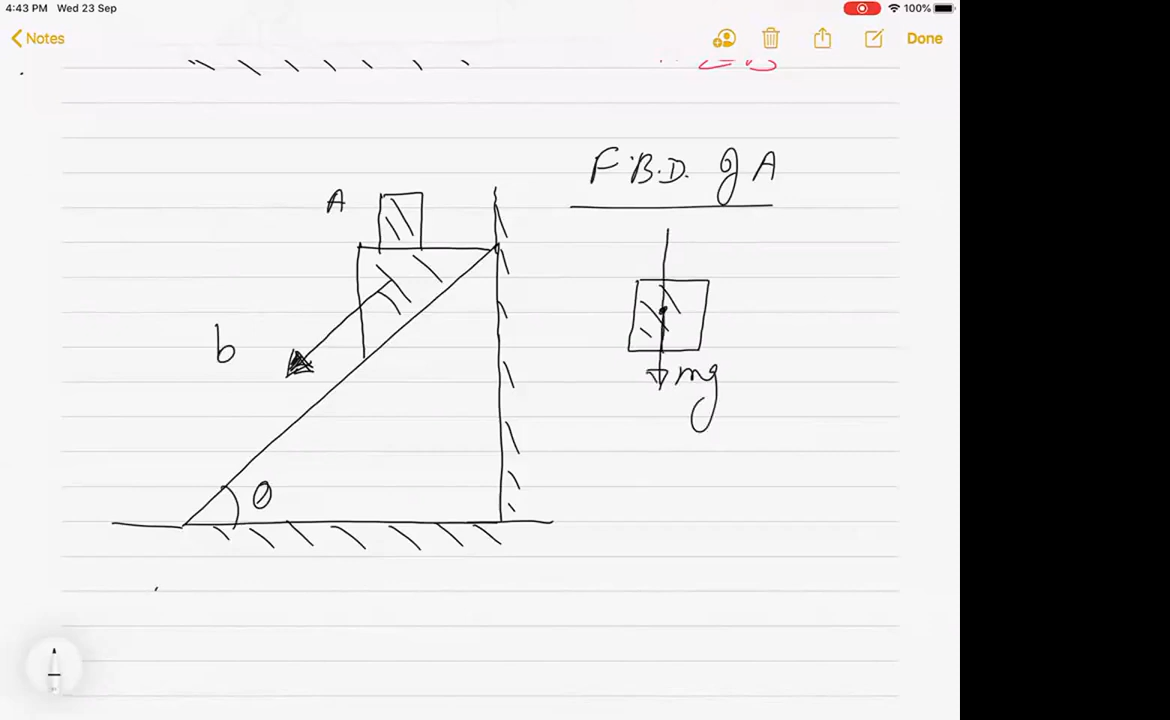 4:43 PM Wed 23 Sep
100%
Notes
Done
F.B.D. of A
A
b
mg
θ